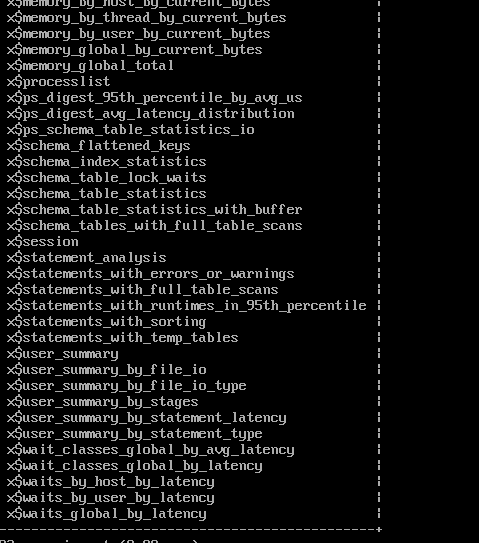 x$memory_by_host_by_current_bytes
x$memory_by_thread_by_current_bytes |
x$memory_by_user_by_current_bytes |
x$memory_global_by_current_bytes |
x$memory_global_total |
x$processlist |
x$ps_digest_95th_percentile_by_avg_us |
x$ps_digest_avg_latency_distribution |
x$ps_schema_table_statistics_io |
x$schema_flattened_keys |
x$schema_index_statistics |
x$schema_table_lock_waits |
x$schema_table_statistics |
x$schema_table_statistics_with_buffer |
x$schema_tables_with_full_table_scans |
x$session |
x$statement_analysis |
x$statements_with_errors_or_warnings |
x$statements_with_full_table_scans |
x$statements_with_runtimes_in_95th_percentile |
x$statements_with_sorting |
x$statements_with_temp_tables |
x$user_summary |
x$user_summary_by_file_io |
x$user_summary_by_file_io_type |
x$user_summary_by_stages |
x$user_summary_by_statement_latency |
x$user_summary_by_statement_type |
x$wait_classes_global_by_avg_latency |
x$wait_classes_global_by_latency |
x$waits_by_host_by_latency |
x$waits_by_user_by_latency |
x$waits_global_by_latency |
-----------------------------------------------+